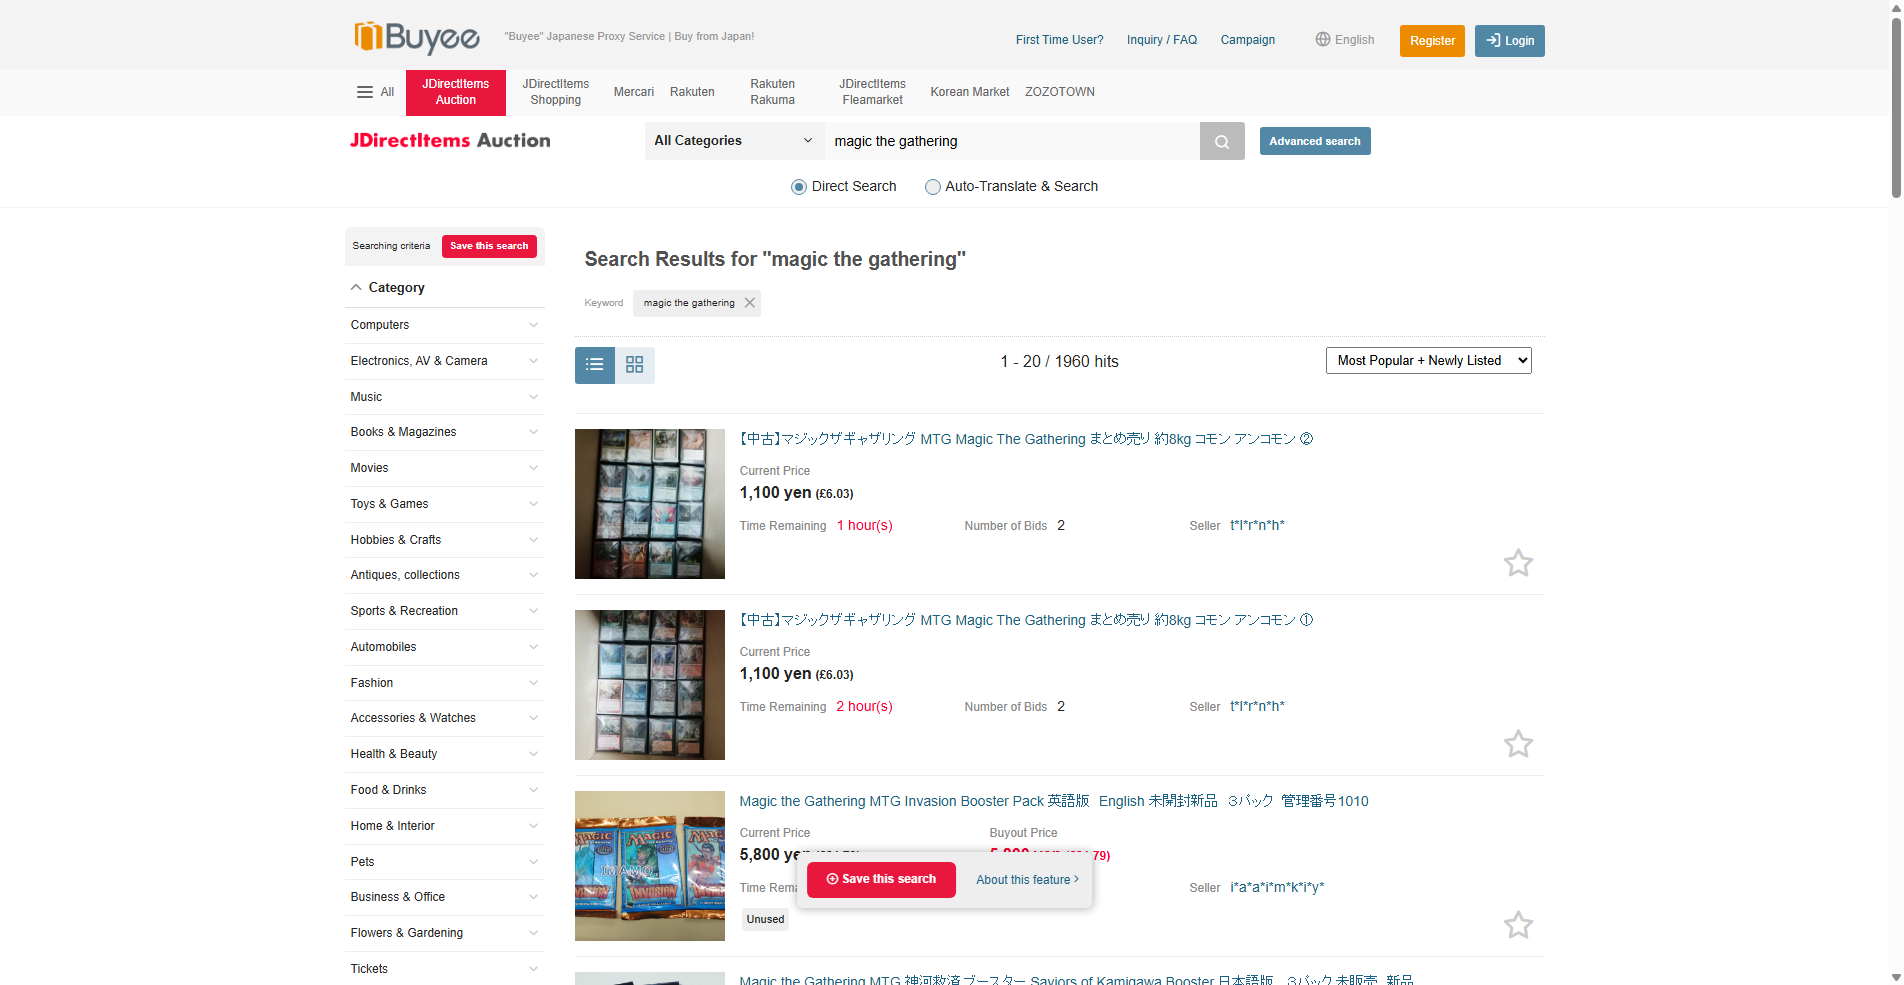 Buyee
"Buyee" Japanese Proxy Service | Buy from Japan!
First Time User?
Inquiry / FAQ
Campaign
English
Register
Login
All
JDirectItems Auction
JDirectItems Shopping
Mercari
Rakuten
Rakuten Rakuma
JDirectItems Fleamarket
Korean Market
ZOZOTOWN
JDirectItems Auction
All Categories
magic the gathering
Advanced search
Direct Search
Auto-Translate & Search
Searching criteria
Save this search
Category
Computers
Electronics, AV & Camera
Music
Books & Magazines
Movies
Toys & Games
Hobbies & Crafts
Antiques, collections
Sports & Recreation
Automobiles
Fashion
Accessories & Watches
Health & Beauty
Food & Drinks
Home & Interior
Pets
Business & Office
Flowers & Gardening
Tickets
Search Results for "magic the gathering"
Keyword
magic the gathering
1 - 20 / 1960 hits
Most Popular + Newly Listed
【中古】マジックザギャザリング MTG Magic The Gathering まとめ売り 約8kg コモン アンコモン ②
Current Price
1,100 yen (£6.03)
Time Remaining 1 hour(s)
Number of Bids 2
Seller t*l*r*n*h*
【中古】マジックザギャザリング MTG Magic The Gathering まとめ売り 約8kg コモン アンコモン ①
Current Price
1,100 yen (£6.03)
Time Remaining 2 hour(s)
Number of Bids 2
Seller t*l*r*n*h*
Magic the Gathering MTG Invasion Booster Pack 英語版 English 未開封新品 3パック 管理番号1010
Current Price
Buyout Price
5,800 yen
Seller i*a*a*i*m*k*i*y*
Unused
MAGIC
INVASION
Save this search
About this feature
Magic the Gathering MTG 神河救済 ブースター Saviors of Kamigawa Booster 日本語版 3パック 未販売 新品